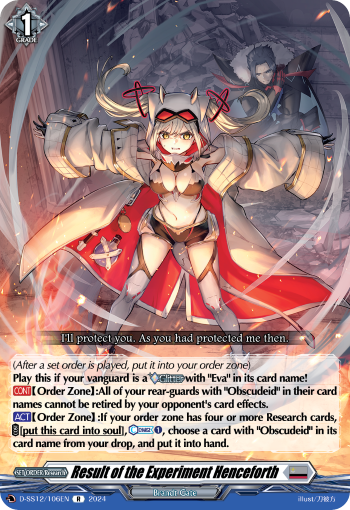 1
GRADE
I'll protect you. As you had protected me then.
(After a set order is played, put it into your order zone)
Play this if your vanguard is a with "Eva" in its card name!
CONT【Order Zone】:All of your rear-guards with "Obscudeid" in their card
names cannot be retired by your opponent's card effects.
ACT【Order Zone】:If your order zone has four or more Research cards,
[put this card into soul], 1, choose a card with "Obscudeid" in its
card name from your drop, and put it into hand.
SET/ORDER/Research
Result of the Experiment Henceforth
Brandt Gate
D-SS12/106EN R 2024
illust/刀彼方